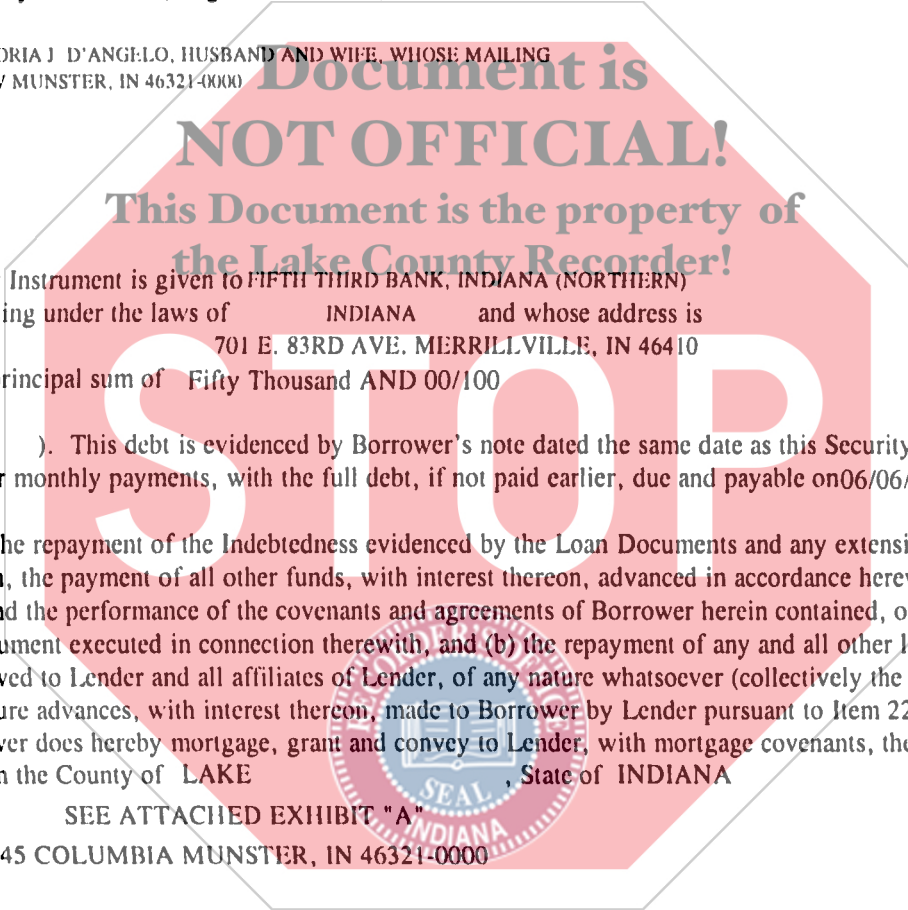 ORIA J D'ANGELO, HUSBAND AND WIFE, WHOSE MAILING
MUNSTER, IN 46321-0000
Document is
NOT OFFICIAL!
This Document is the property of
the Lake County Recorder!
Instrument is given to FIFTH THIRD BANK, INDIANA (NORTHERN)
ing under the laws of INDIANA and whose address is
701 E. 83RD AVE. MERRILLVILLE, IN 46410
rincipal sum of Fifty Thousand AND 00/100
). This debt is evidenced by Borrower's note dated the same date as this Security
r monthly payments, with the full debt, if not paid earlier, due and payable on06/06/
STOP
he repayment of the Indebtedness evidenced by the Loan Documents and any extensi
, the payment of all other funds, with interest thereon, advanced in accordance herew
d the performance of the covenants and agreements of Borrower herein contained, o
ument executed in connection therewith, and (b) the repayment of any and all other l
ved to Lender and all affiliates of Lender, of any nature whatsoever (collectively the
ure advances, with interest thereon, made to Borrower by Lender pursuant to Item 22
ver does hereby mortgage, grant and convey to Lender, with mortgage covenants, the
n the County of LAKE , State of INDIANA
RECORDER'S OFFICE
SEAL
INDIANA
SEE ATTACHED EXHIBIT "A"
45 COLUMBIA MUNSTER, IN 46321-0000